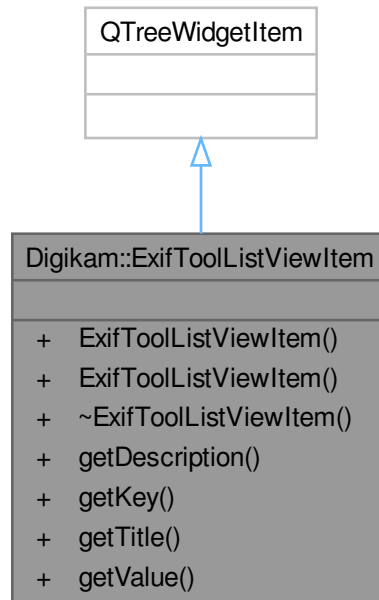 QTreeWidgetItem
Digikam::ExifToolListViewItem
+ ExifToolListViewItem()
+ ExifToolListViewItem()
+ ~ExifToolListViewItem()
+ getDescription()
+ getKey()
+ getTitle()
+ getValue()